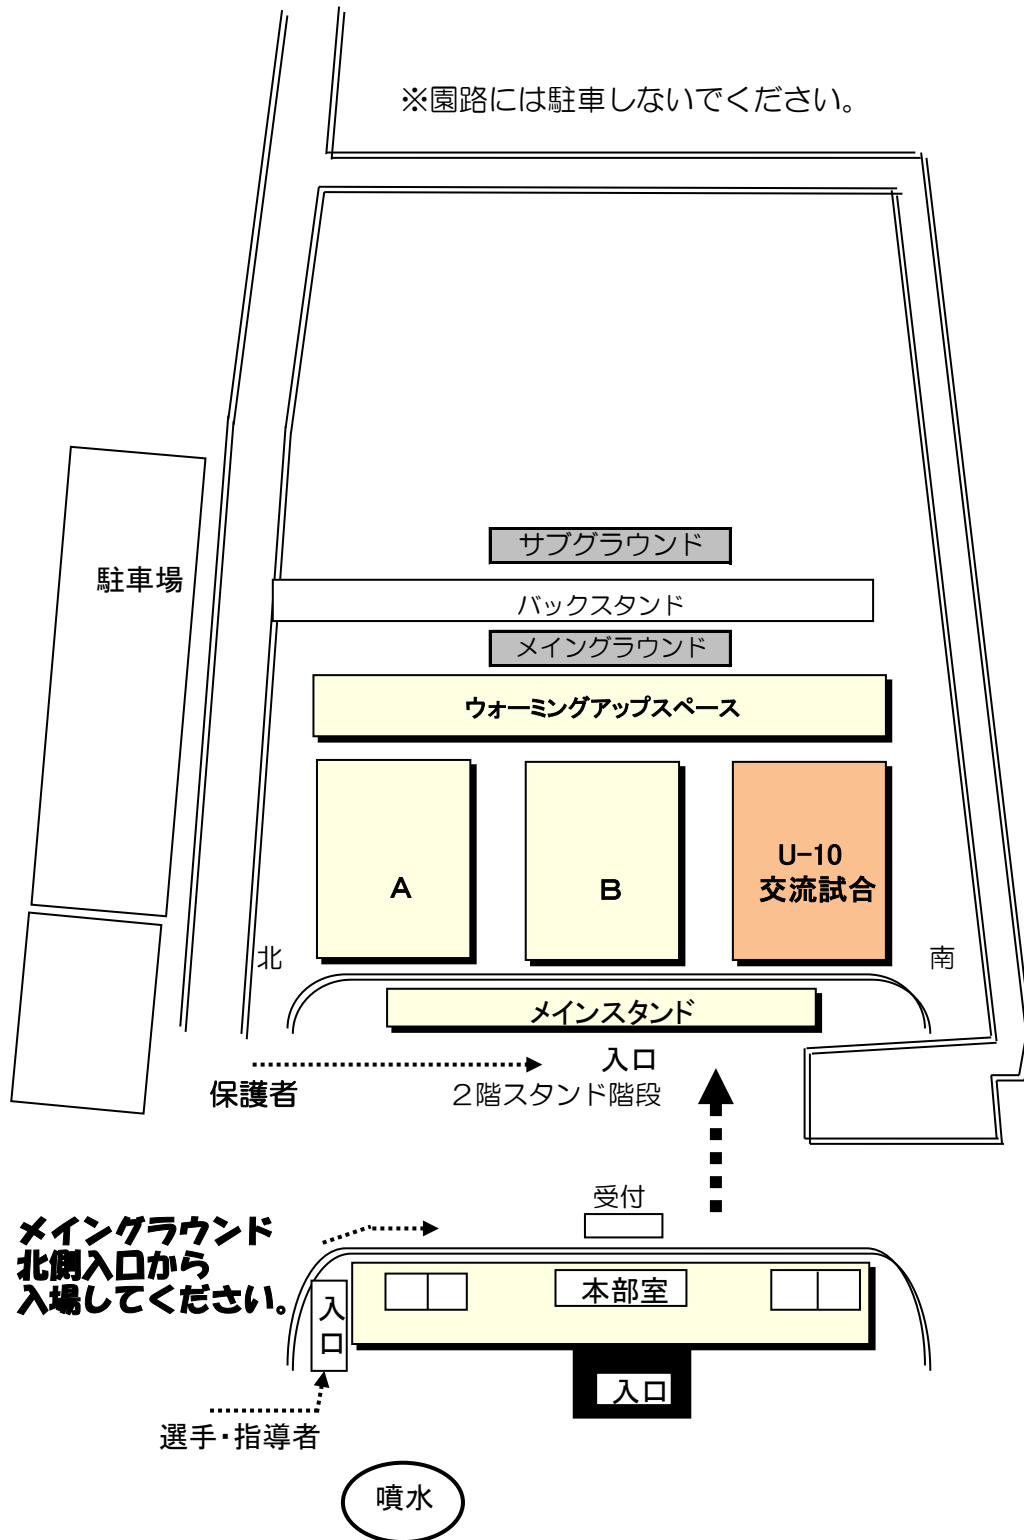 ※園路には駐車しないでください。
サブグラウンド
駐車場
バックスタンド
メイングラウンド
ウォーミングアップスペース
A
B
U-10
交流試合
北
南
メインスタンド
入口
保護者
２階スタンド階段
受付
メイングラウンド
北側入口から
入場してください。
本部室
入口
入口
選手・指導者
噴水